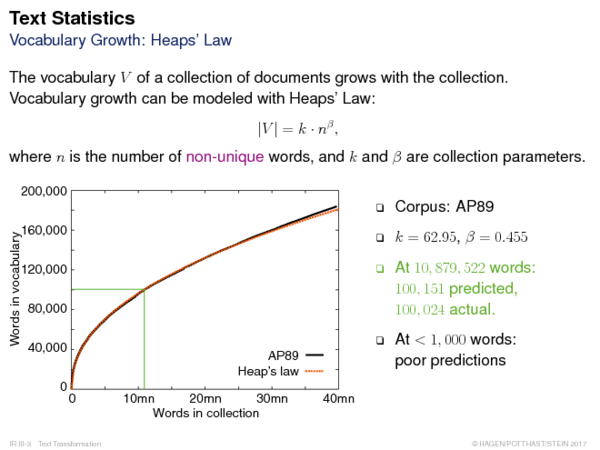 Text Statistics
Vocabulary Growth: Heaps' Law
The vocabulary V of a collection of documents grows with the collection.
Vocabulary growth can be modeled with Heaps' Law:
|V| = k · n^β,
where n is the number of non-unique words, and k and β are collection parameters.
200,000
160,000
120,000
80,000
40,000
0
Words in vocabulary
AP89
Heap's law
0 10mn 20mn 30mn 40mn
Words in collection
❑ Corpus: AP89
❑ k = 62.95, β = 0.455
❑ At 10,879,522 words:
100,151 predicted,
100,024 actual.
❑ At < 1,000 words:
poor predictions
IR:III-3 Text Transformation
© HAGEN/POTTHAST/STEIN 2017